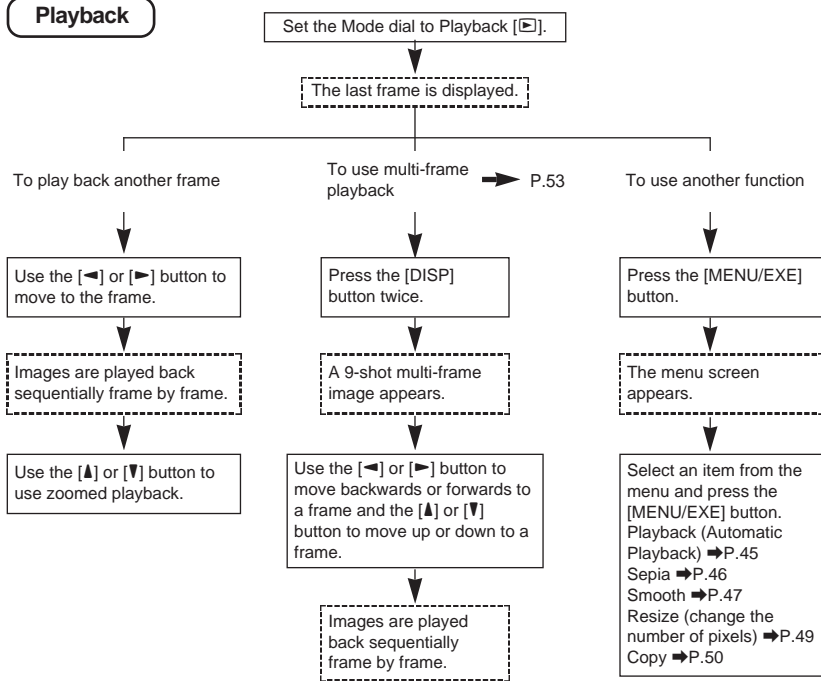 Playback
Set the Mode dial to Playback [▶].
The last frame is displayed.
To play back another frame
Use the [◄] or [►] button to
move to the frame.
Images are played back
sequentially frame by frame.
Use the [▲] or [▼] button to
use zoomed playback.
To use multi-frame
playback ➡ P.53
Press the [DISP]
button twice.
A 9-shot multi-frame
image appears.
Use the [◄] or [►] button to
move backwards or forwards to
a frame and the [▲] or [▼]
button to move up or down to a
frame.
Images are played
back sequentially
frame by frame.
To use another function
Press the [MENU/EXE]
button.
The menu screen
appears.
Select an item from the
menu and press the
[MENU/EXE] button.
Playback (Automatic
Playback) ➡P.45
Sepia ➡P.46
Smooth ➡P.47
Resize (change the
number of pixels) ➡P.49
Copy ➡P.50